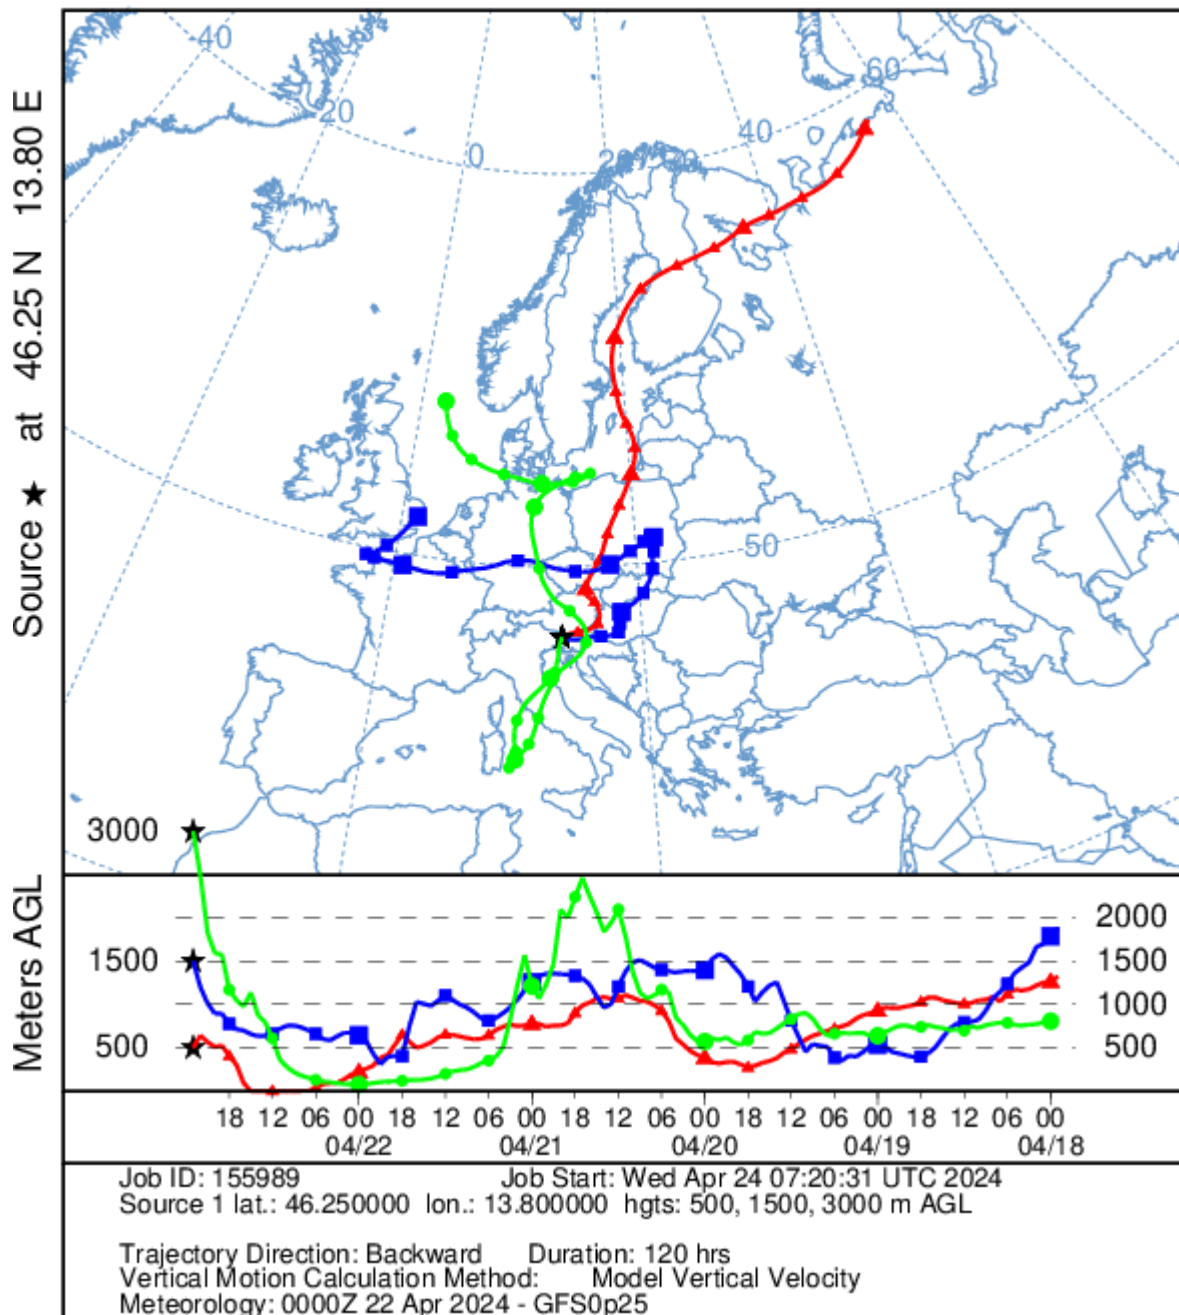 Source ★ at 46.25 N 13.80 E
40
20
0
20
30
40
60
50
3000
Meters AGL
1500
500
2000
1500
1000
500
18 12 06 00 18 12 06 00 18 12 06 00 18 12 06 00 18 12 06 00
04/22 04/21 04/20 04/19 04/18
Job ID: 155989 Job Start: Wed Apr 24 07:20:31 UTC 2024
Source 1 lat.: 46.250000 lon.: 13.800000 hgts: 500, 1500, 3000 m AGL
Trajectory Direction: Backward Duration: 120 hrs
Vertical Motion Calculation Method: Model Vertical Velocity
Meteorology: 0000Z 22 Apr 2024 - GFS0p25